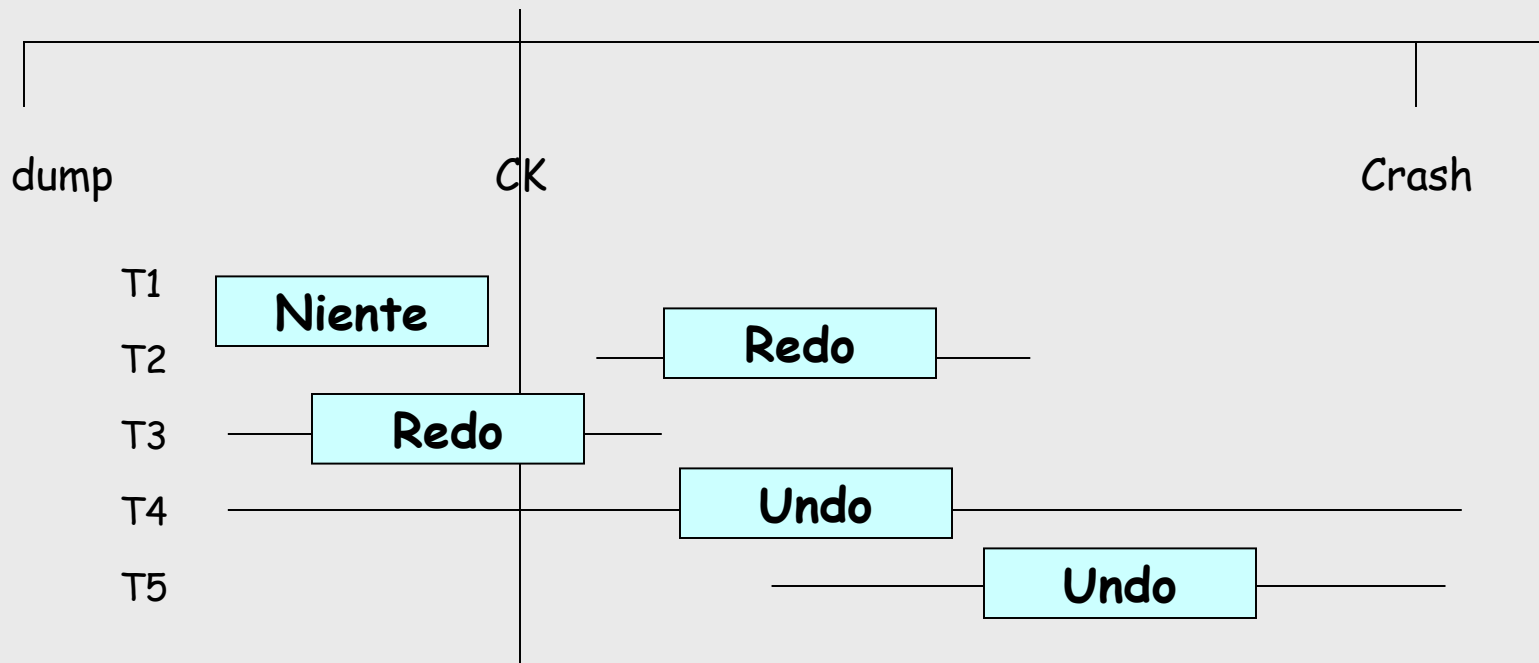 dump CK Crash
T1 Niente
T2 Redo
T3 Redo
T4 Undo
T5 Undo